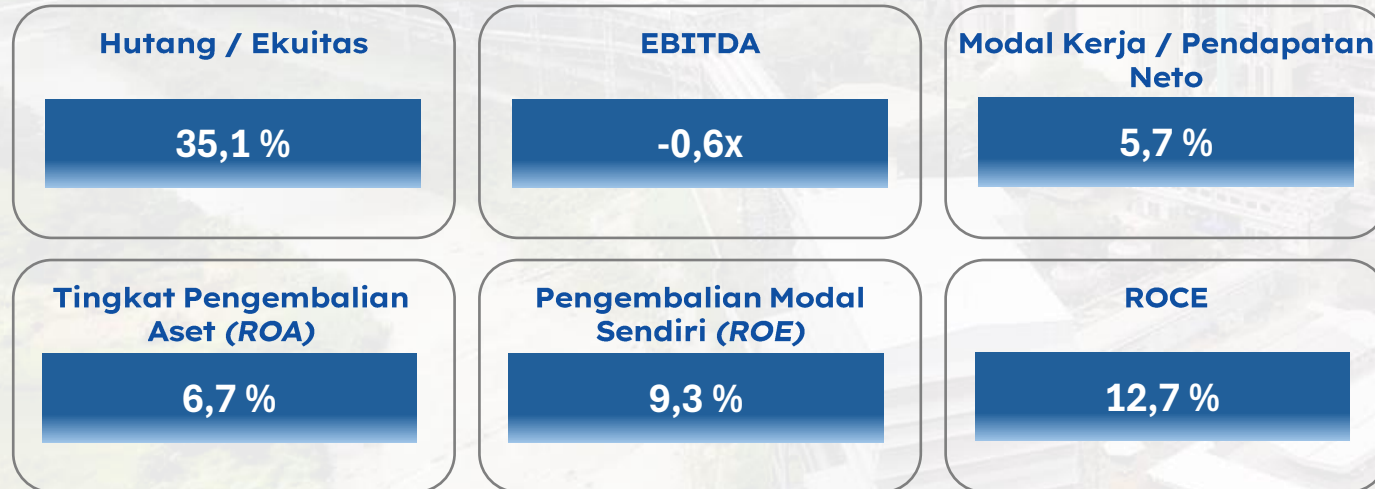 Hutang / Ekuitas
35,1 %
EBITDA
-0,6x
Modal Kerja / Pendapatan
Neto
5,7 %
Tingkat Pengembalian
Aset (ROA)
6,7 %
Pengembalian Modal
Sendiri (ROE)
9,3 %
ROCE
12,7 %